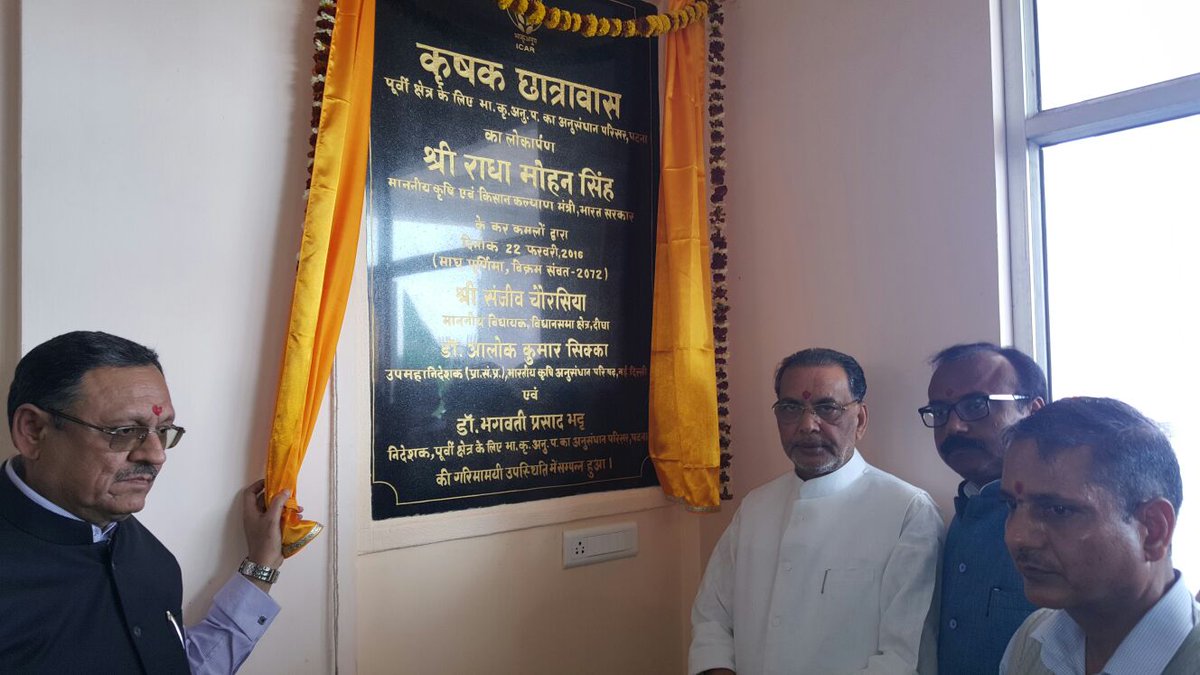 भाकृअनुप
ICAR
कृषक छात्रावास
पूर्वी क्षेत्र के लिए भा.कृ.अनु.प. का अनुसंधान परिसर, पटना
का लोकार्पण
श्री राधा मोहन सिंह
माननीय कृषि एवं किसान कल्याण मंत्री, भारत सरकार
के कर कमलों द्वारा
दिनांक 22 फरवरी, 2016
(माघ पूर्णिमा, विक्रम संबत-2072)
श्री संजीव चौरसिया
माननीय विधायक, विधानसभा क्षेत्र, दीघा
डॉ. आलोक कुमार सिक्का
उपमहानिदेशक (प्रा.सं.प्र.), भारतीय कृषि अनुसंधान परिषद, नई दिल्ली
एवं
डॉ. भगवती प्रसाद भट्ट
निदेशक, पूर्वी क्षेत्र के लिए भा.कृ.अनु.प. का अनुसंधान परिसर, पटना
की गरिमामयी उपस्थिति में सम्पन्न हुआ।